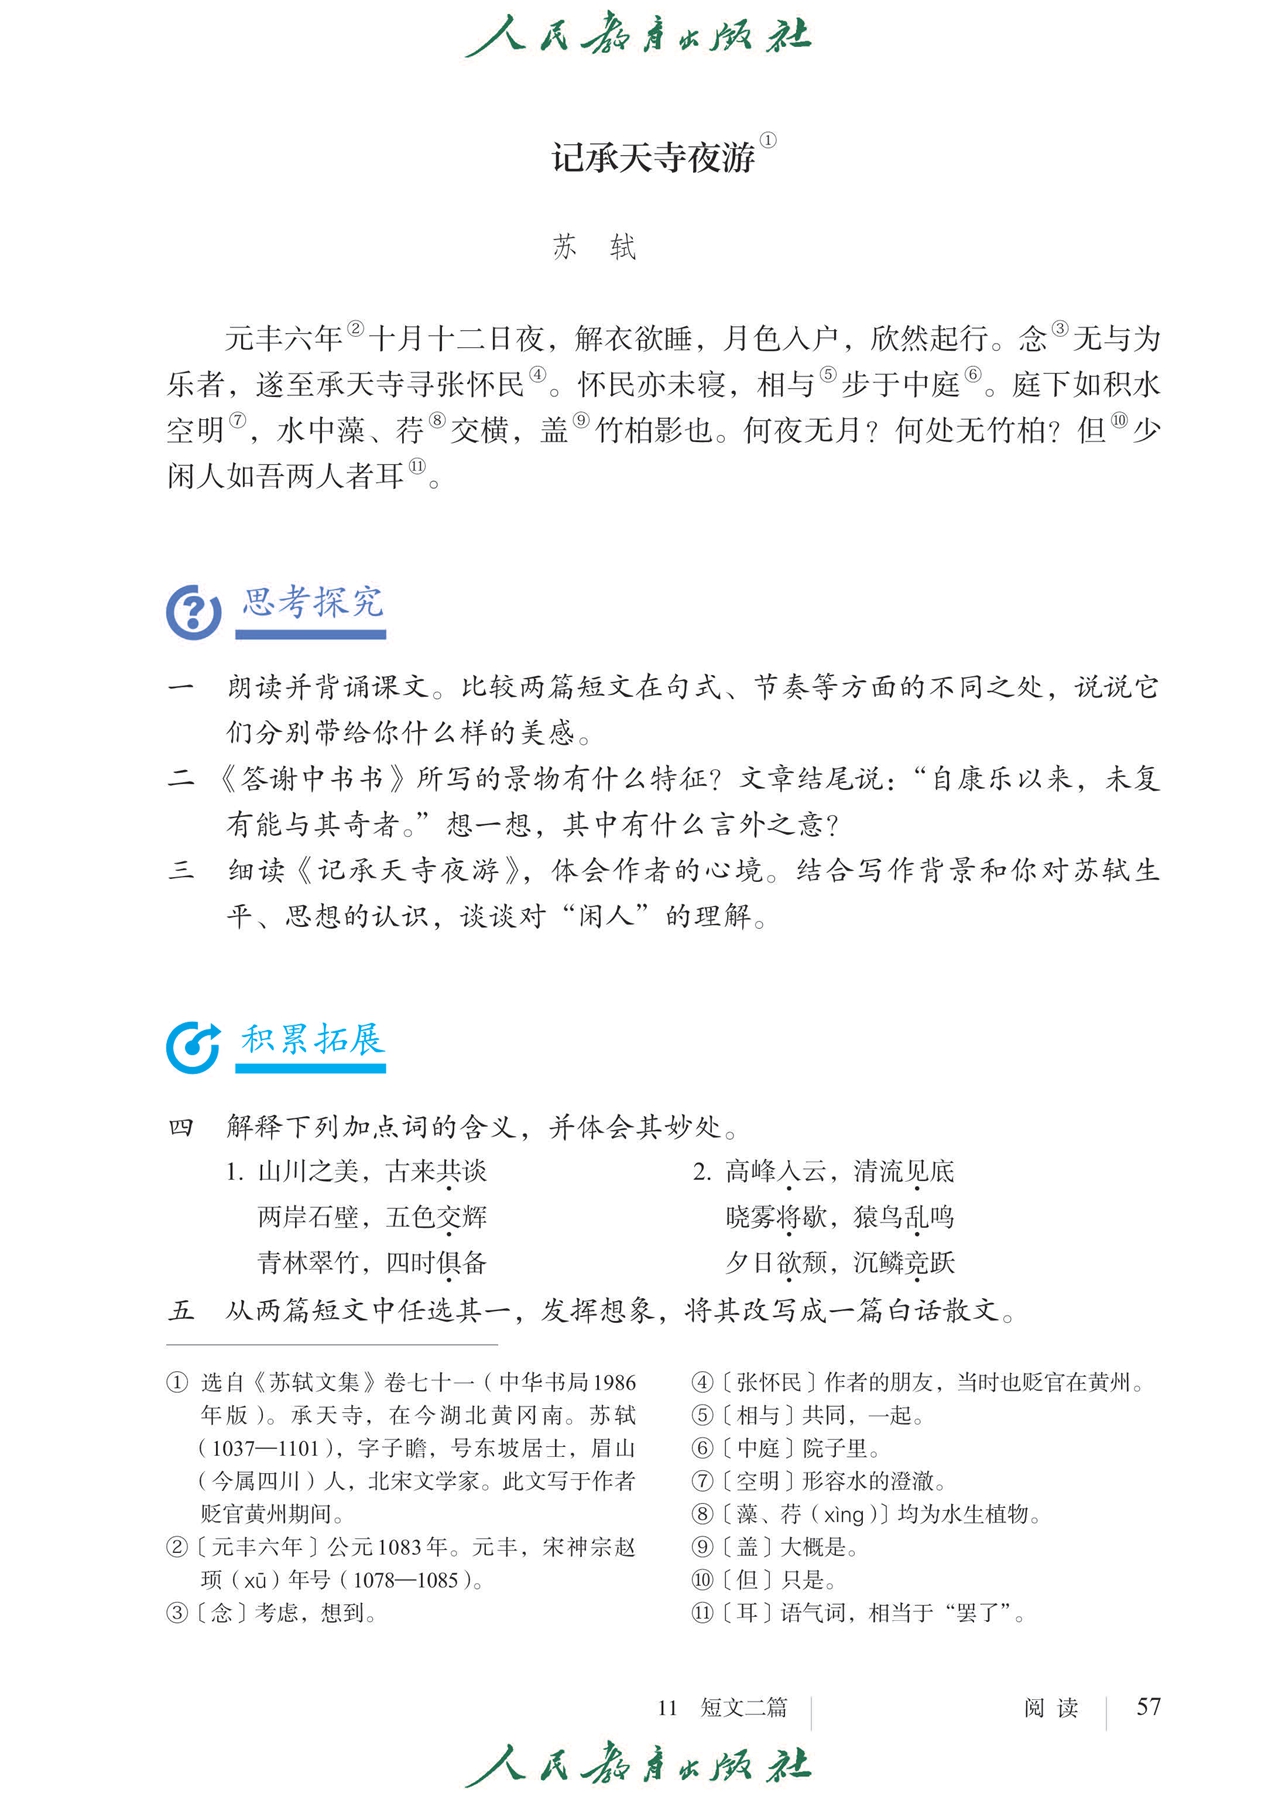 人民教育出版社
记承天寺夜游①
苏 轼
元丰六年②十月十二日夜，解衣欲睡，月色入户，欣然起行。念③无与为
乐者，遂至承天寺寻张怀民④。怀民亦未寝，相与⑤步于中庭⑥。庭下如积水
空明⑦，水中藻、荇⑧交横，盖⑨竹柏影也。何夜无月？何处无竹柏？但⑩少
闲人如吾两人者耳⑪。
思考探究
一 朗读并背诵课文。比较两篇短文在句式、节奏等方面的不同之处，说说它
们分别带给你什么样的美感。
二 《答谢中书书》所写的景物有什么特征？文章结尾说：“自康乐以来，未复
有能与其奇者。”想一想，其中有什么言外之意？
三 细读《记承天寺夜游》，体会作者的心境。结合写作背景和你对苏轼生
平、思想的认识，谈谈对“闲人”的理解。
积累拓展
四 解释下列加点词的含义，并体会其妙处。
1. 山川之美，古来共谈
两岸石壁，五色交辉
青林翠竹，四时俱备
2. 高峰入云，清流见底
晓雾将歇，猿鸟乱鸣
夕日欲颓，沉鳞竞跃
五 从两篇短文中任选其一，发挥想象，将其改写成一篇白话散文。
① 选自《苏轼文集》卷七十一（中华书局1986
年版）。承天寺，在今湖北黄冈南。苏轼
（1037—1101），字子瞻，号东坡居士，眉山
（今属四川）人，北宋文学家。此文写于作者
贬官黄州期间。
②〔元丰六年〕公元1083年。元丰，宋神宗赵
顼（xū）年号（1078—1085）。
③〔念〕考虑，想到。
④〔张怀民〕作者的朋友，当时也贬官在黄州。
⑤〔相与〕共同，一起。
⑥〔中庭〕院子里。
⑦〔空明〕形容水的澄澈。
⑧〔藻、荇（xìng）〕均为水生植物。
⑨〔盖〕大概是。
⑩〔但〕只是。
⑪〔耳〕语气词，相当于“罢了”。
11 短文二篇
阅读 57
人民教育出版社